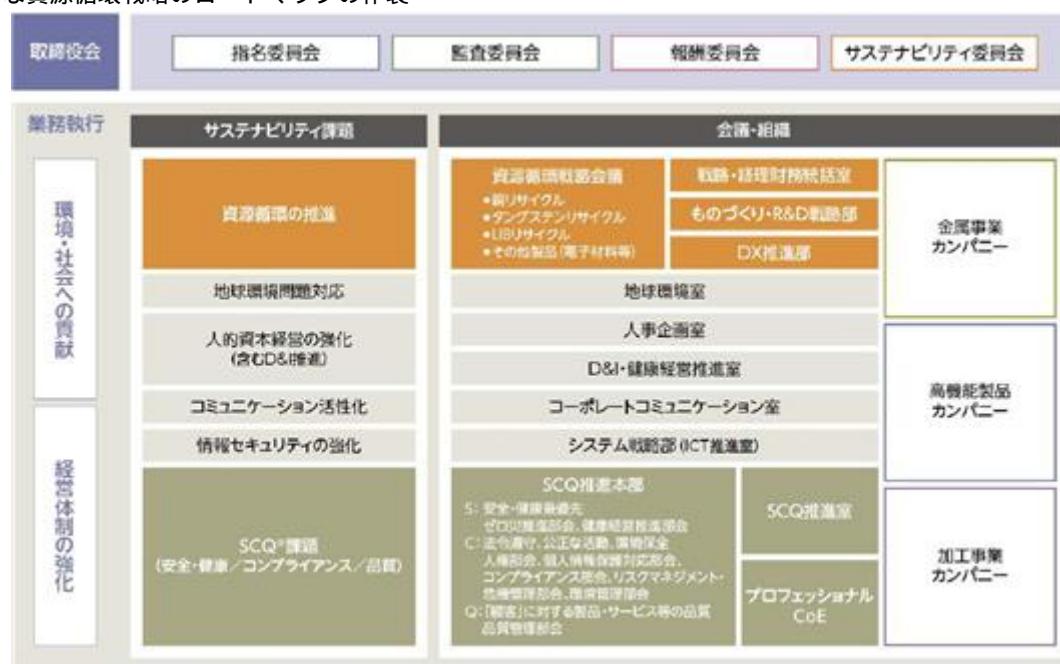 な資源循環戦略のロードマップの作製
取締役会
指名委員会
監査委員会
報酬委員会
サステナビリティ委員会
業務執行
サステナビリティ課題
会議・組織
環境・社会への貢献
資源循環の推進
資源循環戦略会議
●銅リサイクル
●タングステンリサイクル
●LIBリサイクル
●その他製品(電子材料等)
戦略・経理財務統括室
ものづくり・R&D戦略部
DX推進部
金属事業
カンパニー
地球環境問題対応
地球環境室
人的資本経営の強化
(含むD&I推進)
人事企画室
D&I・健康経営推進室
高機能製品
カンパニー
コミュニケーション活性化
コーポレートコミュニケーション室
情報セキュリティの強化
システム戦略部(ICT推進室)
経営体制の強化
SCQ*課題
(安全・健康/コンプライアンス/品質)
SCQ推進本部
S:安全・健康最優先
ゼロ災推進部会、健康経営推進部会
C:法令遵守、公正な活動、環境保全
人権部会、個人情報保護対応部会、
コンプライアンス部会、リスクマネジメント・
危機管理部会、環境管理部会
Q:「顧客」に対する製品・サービス等の品質
品質管理部会
SCQ推進室
プロフェッショナル
CoE
加工事業
カンパニー